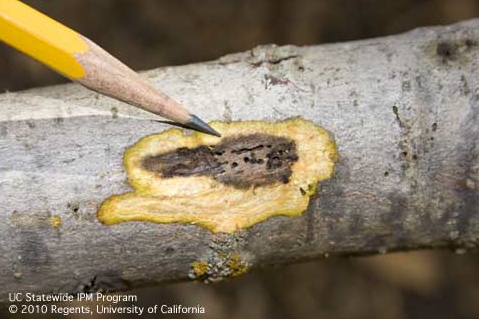 UC Statewide IPM Program
© 2010 Regents, University of California